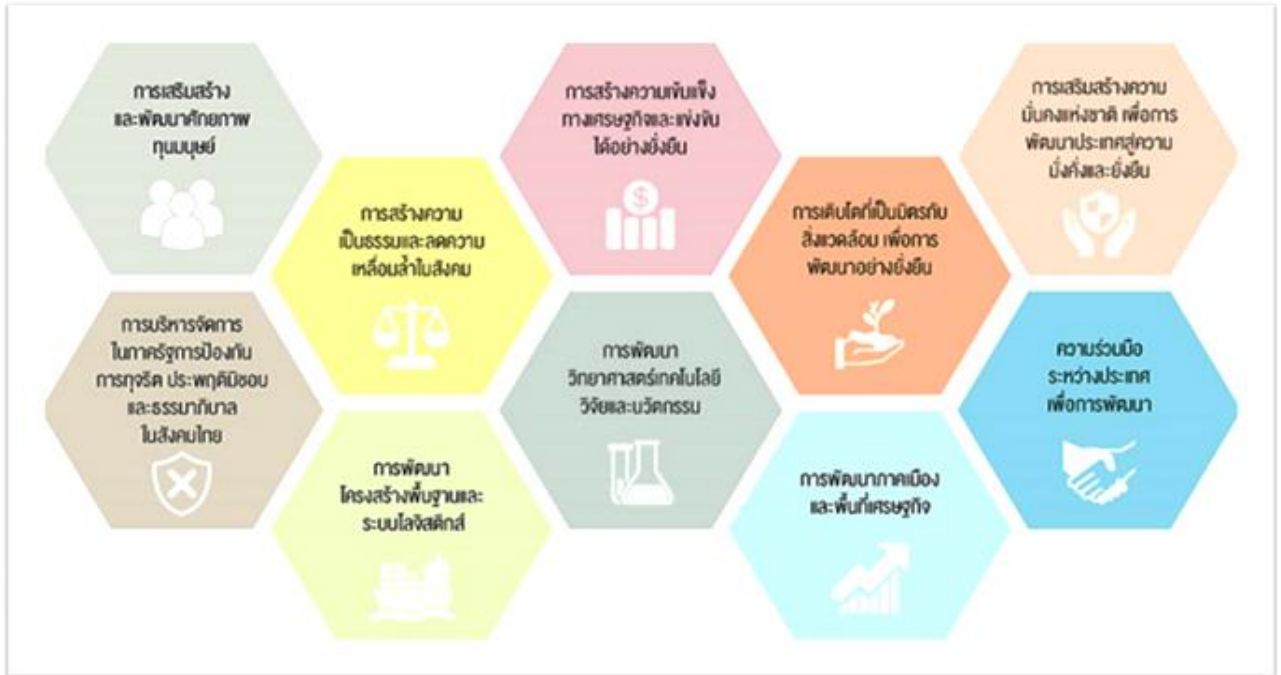 การเสริมสร้าง
และพัฒนาศักยภาพ
ทุนมนุษย์
การสร้างความ
เป็นธรรมและลดความ
เหลื่อมล้ำในสังคม
การสร้างความเข้มแข็ง
ทางเศรษฐกิจและแข่งขัน
ได้อย่างยั่งยืน
การเติบโตที่เป็นมิตรกับ
สิ่งแวดล้อม เพื่อการ
พัฒนาอย่างยั่งยืน
การเสริมสร้างความ
มั่นคงแห่งชาติ เพื่อการ
พัฒนาประเทศสู่ความ
มั่งคั่งและยั่งยืน
การบริหารจัดการ
ในภาครัฐการป้องกัน
การทุจริต ประพฤติมิชอบ
และธรรมาภิบาล
ในสังคมไทย
การพัฒนา
โครงสร้างพื้นฐานและ
ระบบโลจิสติกส์
การพัฒนา
วิทยาศาสตร์เทคโนโลยี
วิจัยและนวัตกรรม
การพัฒนาภาคเมือง
และพื้นที่เศรษฐกิจ
ความร่วมมือ
ระหว่างประเทศ
เพื่อการพัฒนา
$